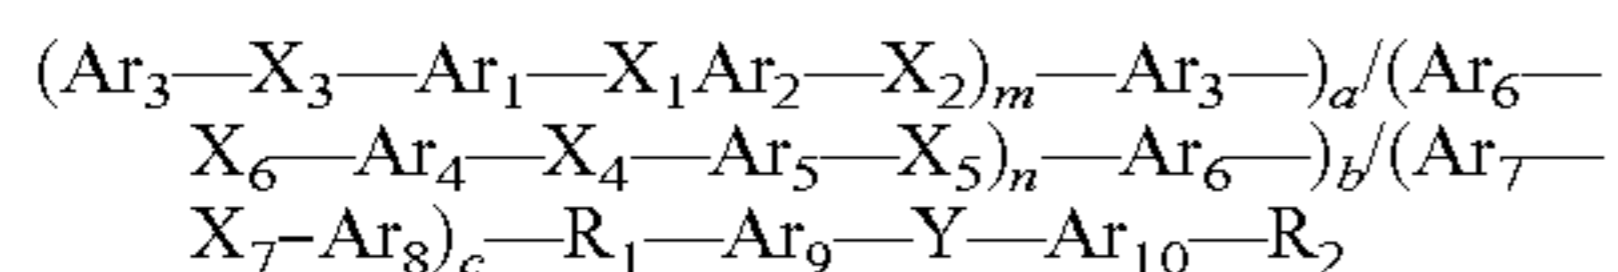 (Ar₃—X₃—Ar₁—X₁Ar₂—X₂)ₘ—Ar₃—)ₐ/(Ar₆—
X₆—Ar₄—X₄—Ar₅—X₅)ₙ—Ar₆—)b/(Ar₇—
X₇–Ar₈)c—R₁—Ar₉—Y—Ar₁₀—R₂